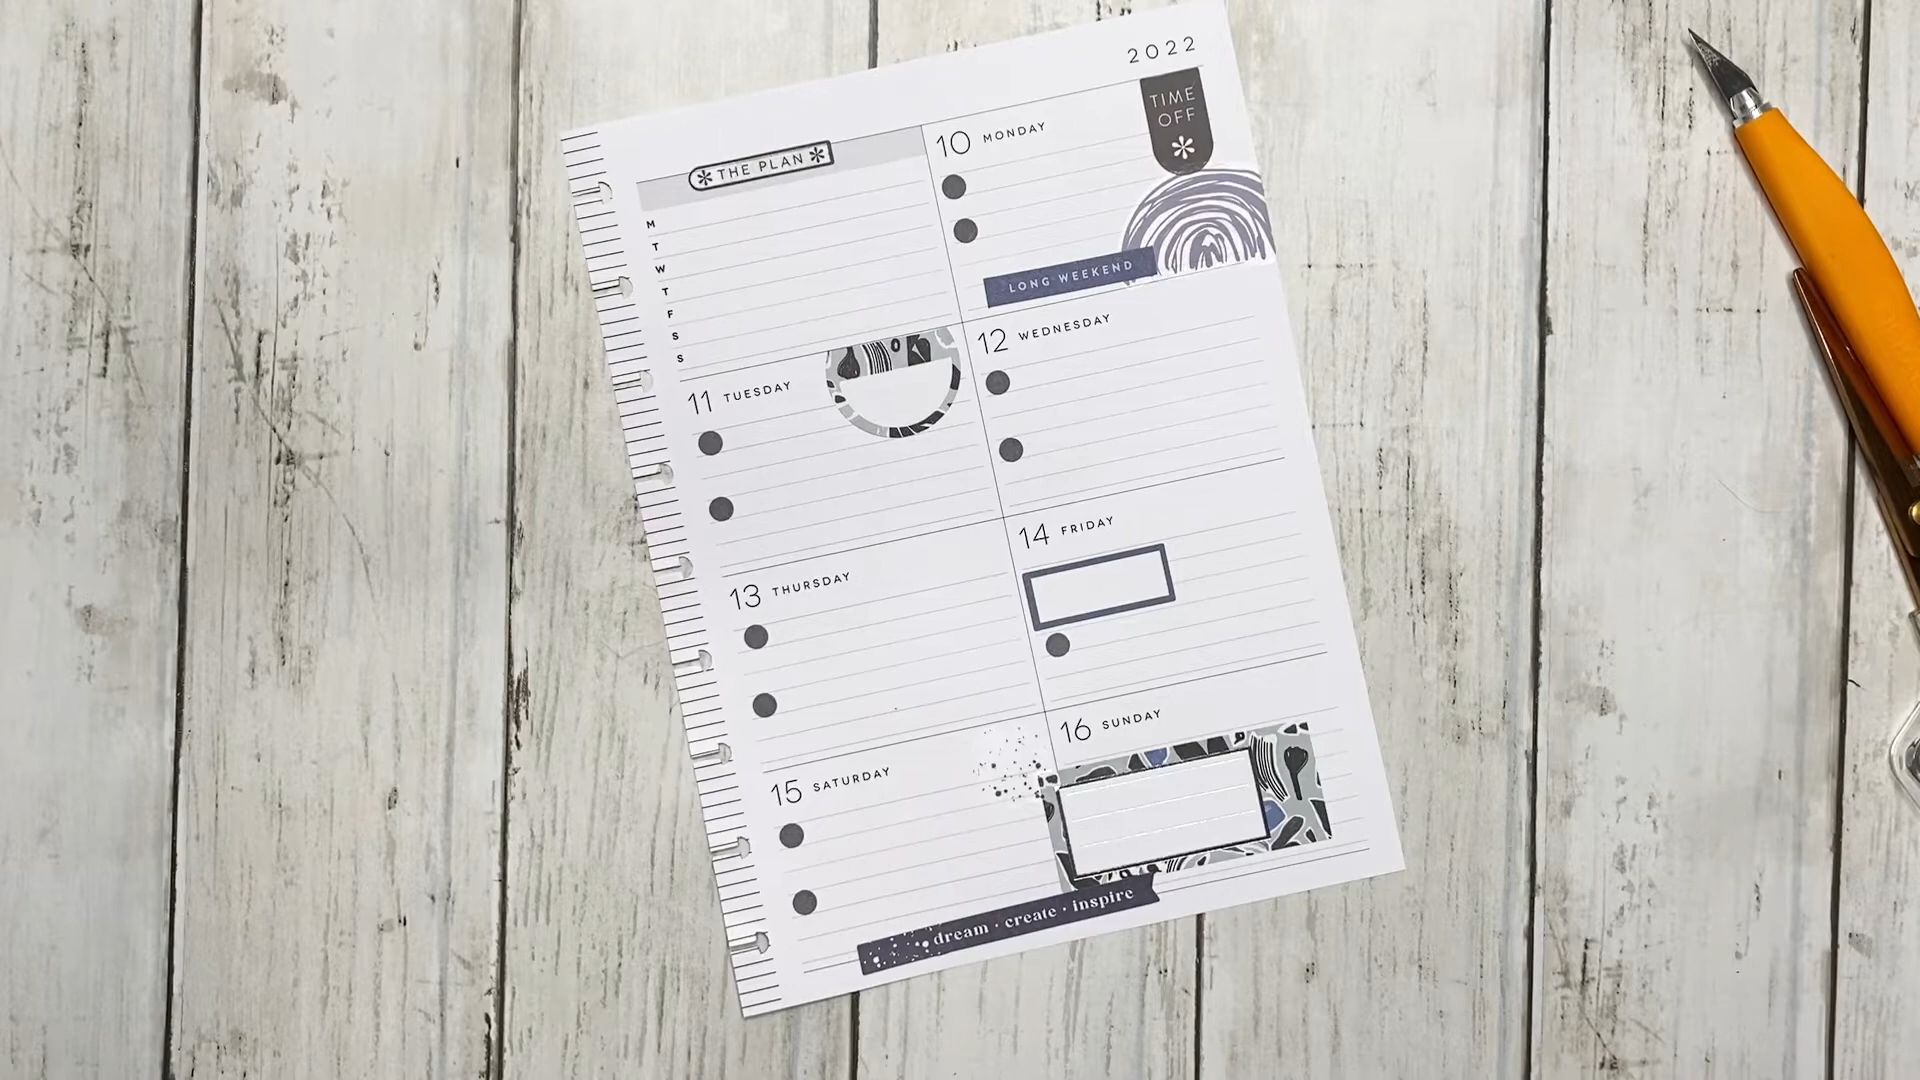 2022
* THE PLAN *
M
T
W
T
F
S
S
10 MONDAY
TIME
OFF
*
LONG WEEKEND
11 TUESDAY
12 WEDNESDAY
13 THURSDAY
14 FRIDAY
15 SATURDAY
16 SUNDAY
dream · create · inspire